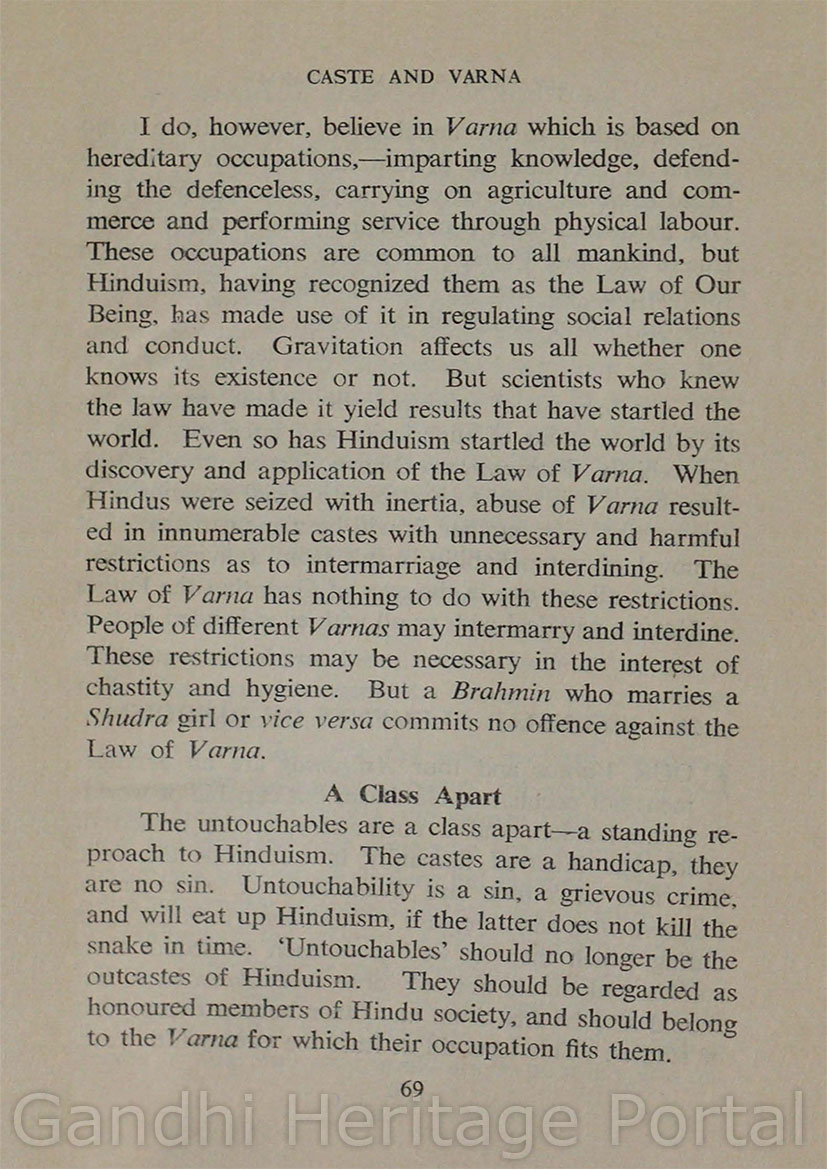 CASTE AND VARNA
I do, however, believe in Varna which is based on
hereditary occupations,—imparting knowledge, defend-
ing the defenceless, carrying on agriculture and com-
merce and performing service through physical labour.
These occupations are common to all mankind, but
Hinduism, having recognized them as the Law of Our
Being, has made use of it in regulating social relations
and conduct. Gravitation affects us all whether one
knows its existence or not. But scientists who knew
the law have made it yield results that have startled the
world. Even so has Hinduism startled the world by its
discovery and application of the Law of Varna. When
Hindus were seized with inertia, abuse of Varna result-
ed in innumerable castes with unnecessary and harmful
restrictions as to intermarriage and interdining. The
Law of Varna has nothing to do with these restrictions.
People of different Varnas may intermarry and interdine.
These restrictions may be necessary in the interest of
chastity and hygiene. But a Brahmin who marries a
Shudra girl or vice versa commits no offence against the
Law of Varna.
A Class Apart
The untouchables are a class apart—a standing re-
proach to Hinduism. The castes are a handicap, they
are no sin. Untouchability is a sin, a grievous crime,
and will eat up Hinduism, if the latter does not kill the
snake in time. ‘Untouchables’ should no longer be the
outcastes of Hinduism. They should be regarded as
honoured members of Hindu society, and should belong
to the Varna for which their occupation fits them.
69
Gandhi Heritage Portal